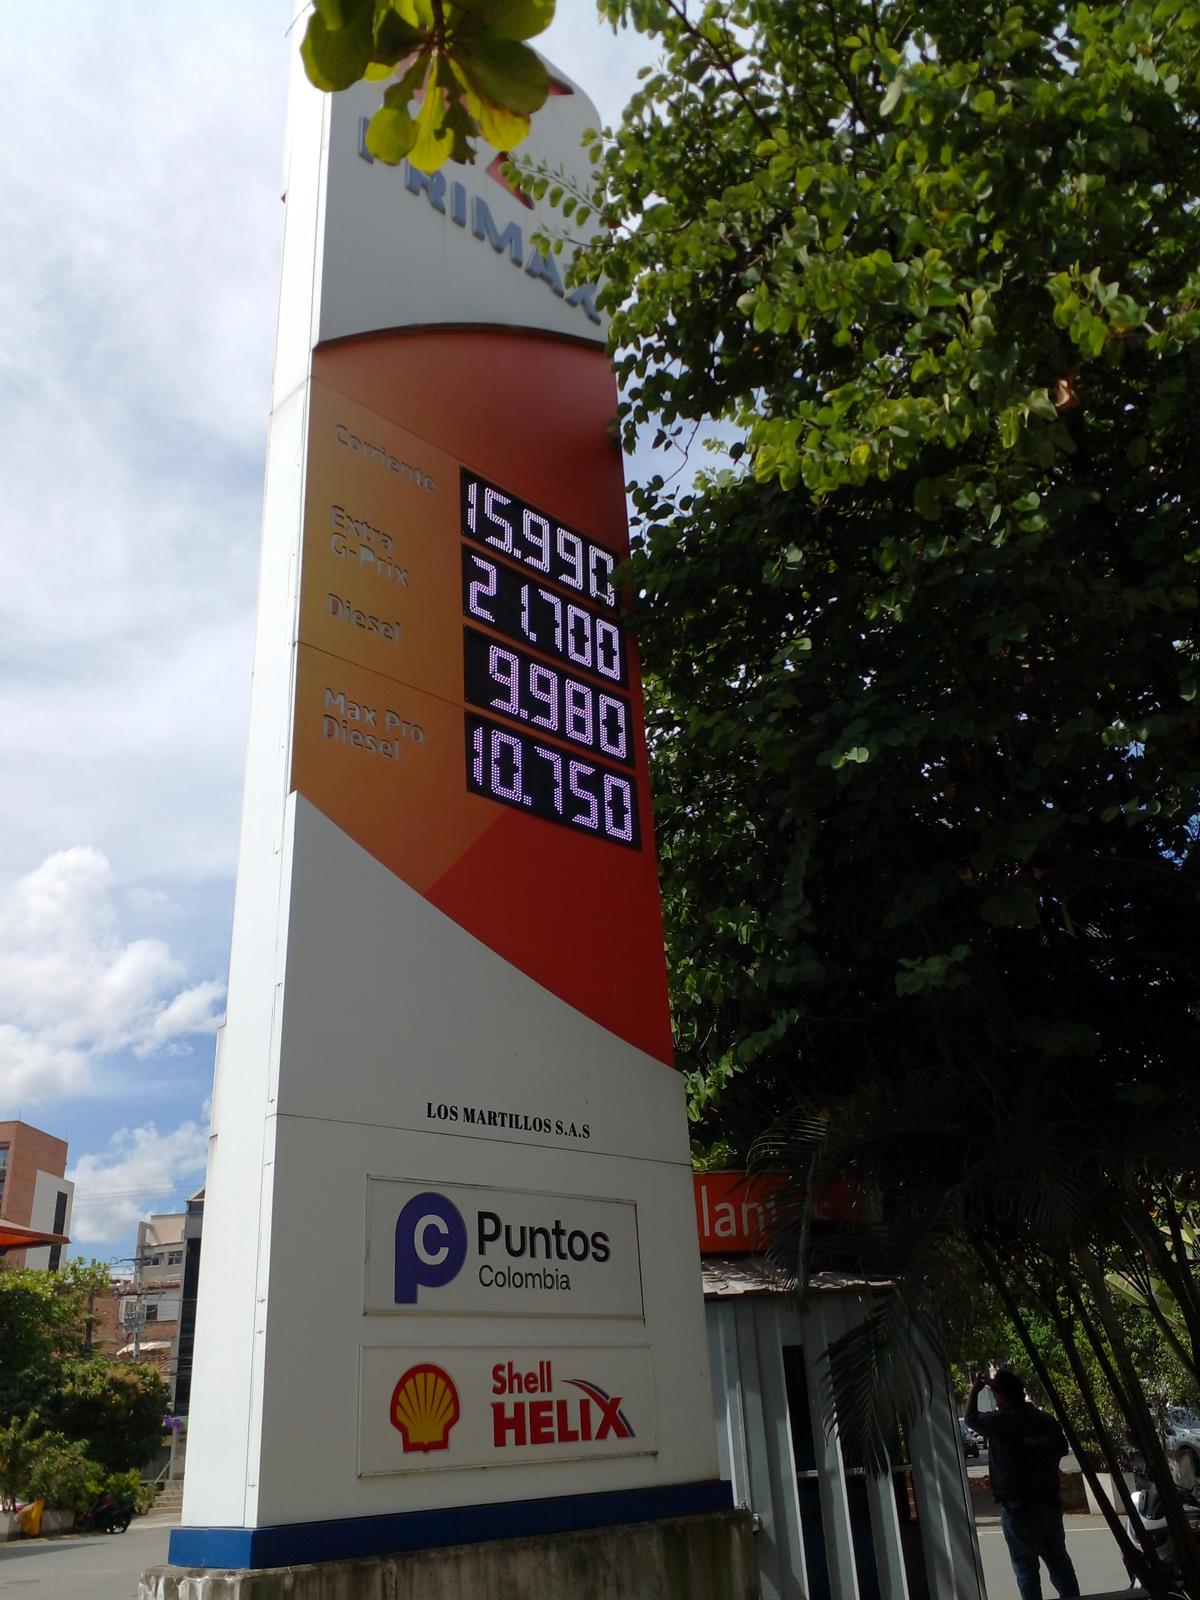 PRIMAX
Corriente 15.990
Extra
G-Prix 21.700
Diesel 9.980
Max Pro
Diesel 10.750
LOS MARTILLOS S.A.S
PC Puntos
Colombia
Shell
HELIX